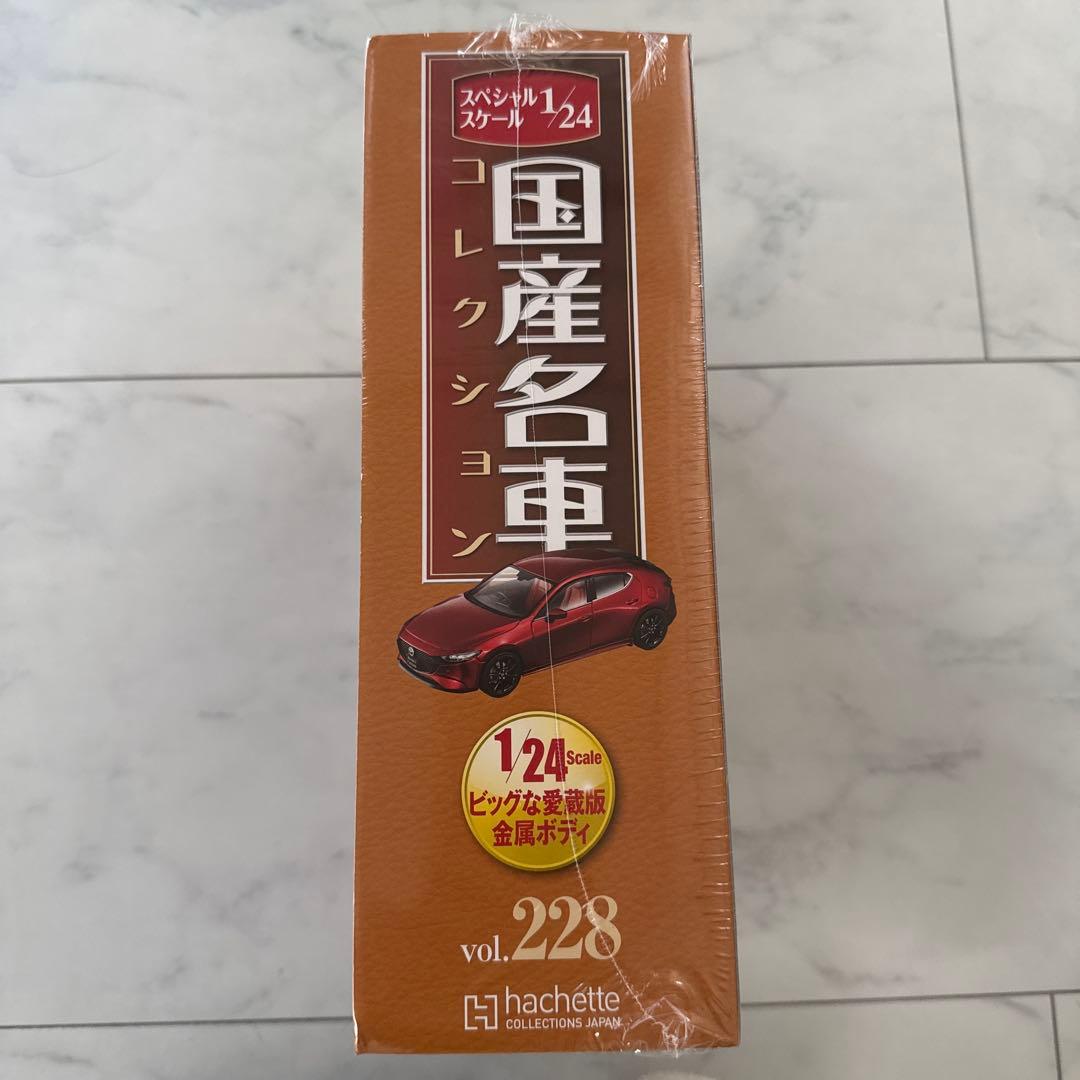 スペシャル
スケール 1/24
国産名車
コレクション
1/24 Scale
ビッグな愛蔵版
金属ボディ
vol.228
hachette
COLLECTIONS JAPAN